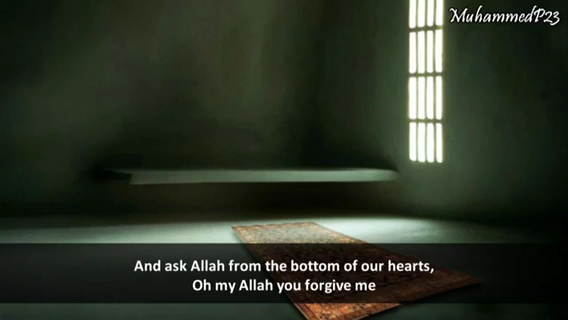 MuhammedP23
And ask Allah from the bottom of our hearts,
Oh my Allah you forgive me